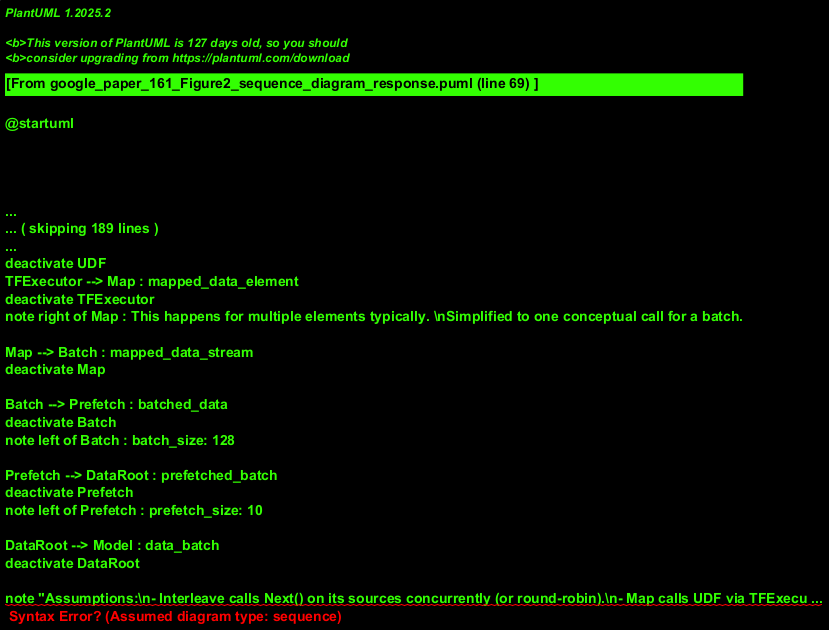 PlantUML 1.2025.2
<b>This version of PlantUML is 127 days old, so you should
<b>consider upgrading from https://plantuml.com/download
[From google_paper_161_Figure2_sequence_diagram_response.puml (line 69) ]
@startuml
...
... ( skipping 189 lines )
...
deactivate UDF
TFExecutor --> Map : mapped_data_element
deactivate TFExecutor
note right of Map : This happens for multiple elements typically. \nSimplified to one conceptual call for a batch.
Map --> Batch : mapped_data_stream
deactivate Map
Batch --> Prefetch : batched_data
deactivate Batch
note left of Batch : batch_size: 128
Prefetch --> DataRoot : prefetched_batch
deactivate Prefetch
note left of Prefetch : prefetch_size: 10
DataRoot --> Model : data_batch
deactivate DataRoot
note "Assumptions:\n- Interleave calls Next() on its sources concurrently (or round-robin).\n- Map calls UDF via TFExecu ...
Syntax Error? (Assumed diagram type: sequence)